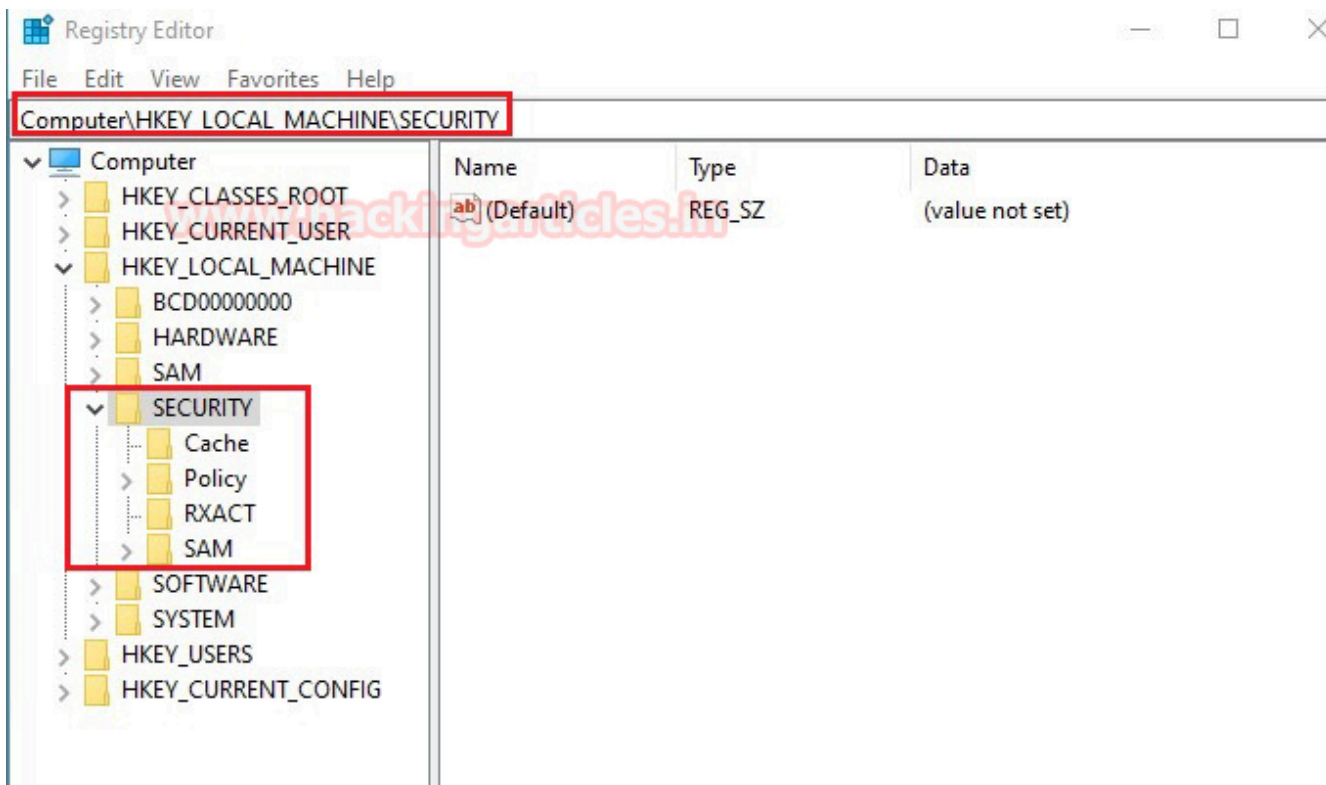 Registry Editor
File Edit View Favorites Help
Computer\HKEY_LOCAL_MACHINE\SECURITY
Computer
HKEY_CLASSES_ROOT
HKEY_CURRENT_USER
HKEY_LOCAL_MACHINE
BCD00000000
HARDWARE
SAM
SECURITY
Cache
Policy
RXACT
SAM
SOFTWARE
SYSTEM
HKEY_USERS
HKEY_CURRENT_CONFIG
Name Type Data
ab (Default) REG_SZ (value not set)
www.hackingarticles.in